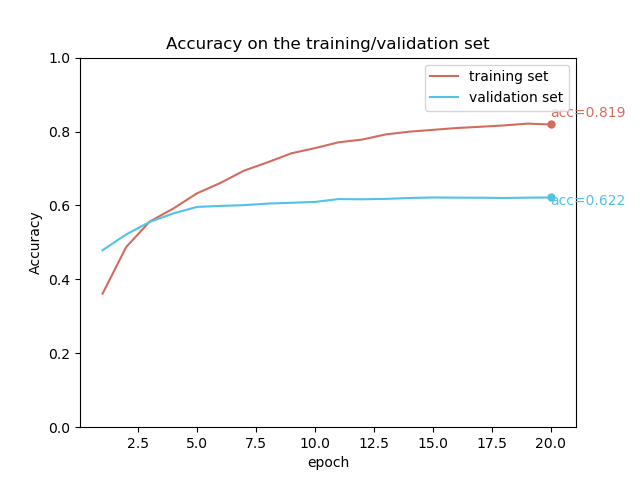 Accuracy on the training/validation set
1.0
training set
validation set
acc=0.819
0.8
0.6
acc=0.622
Accuracy
0.4
0.2
0.0
2.5 5.0 7.5 10.0 12.5 15.0 17.5 20.0
epoch